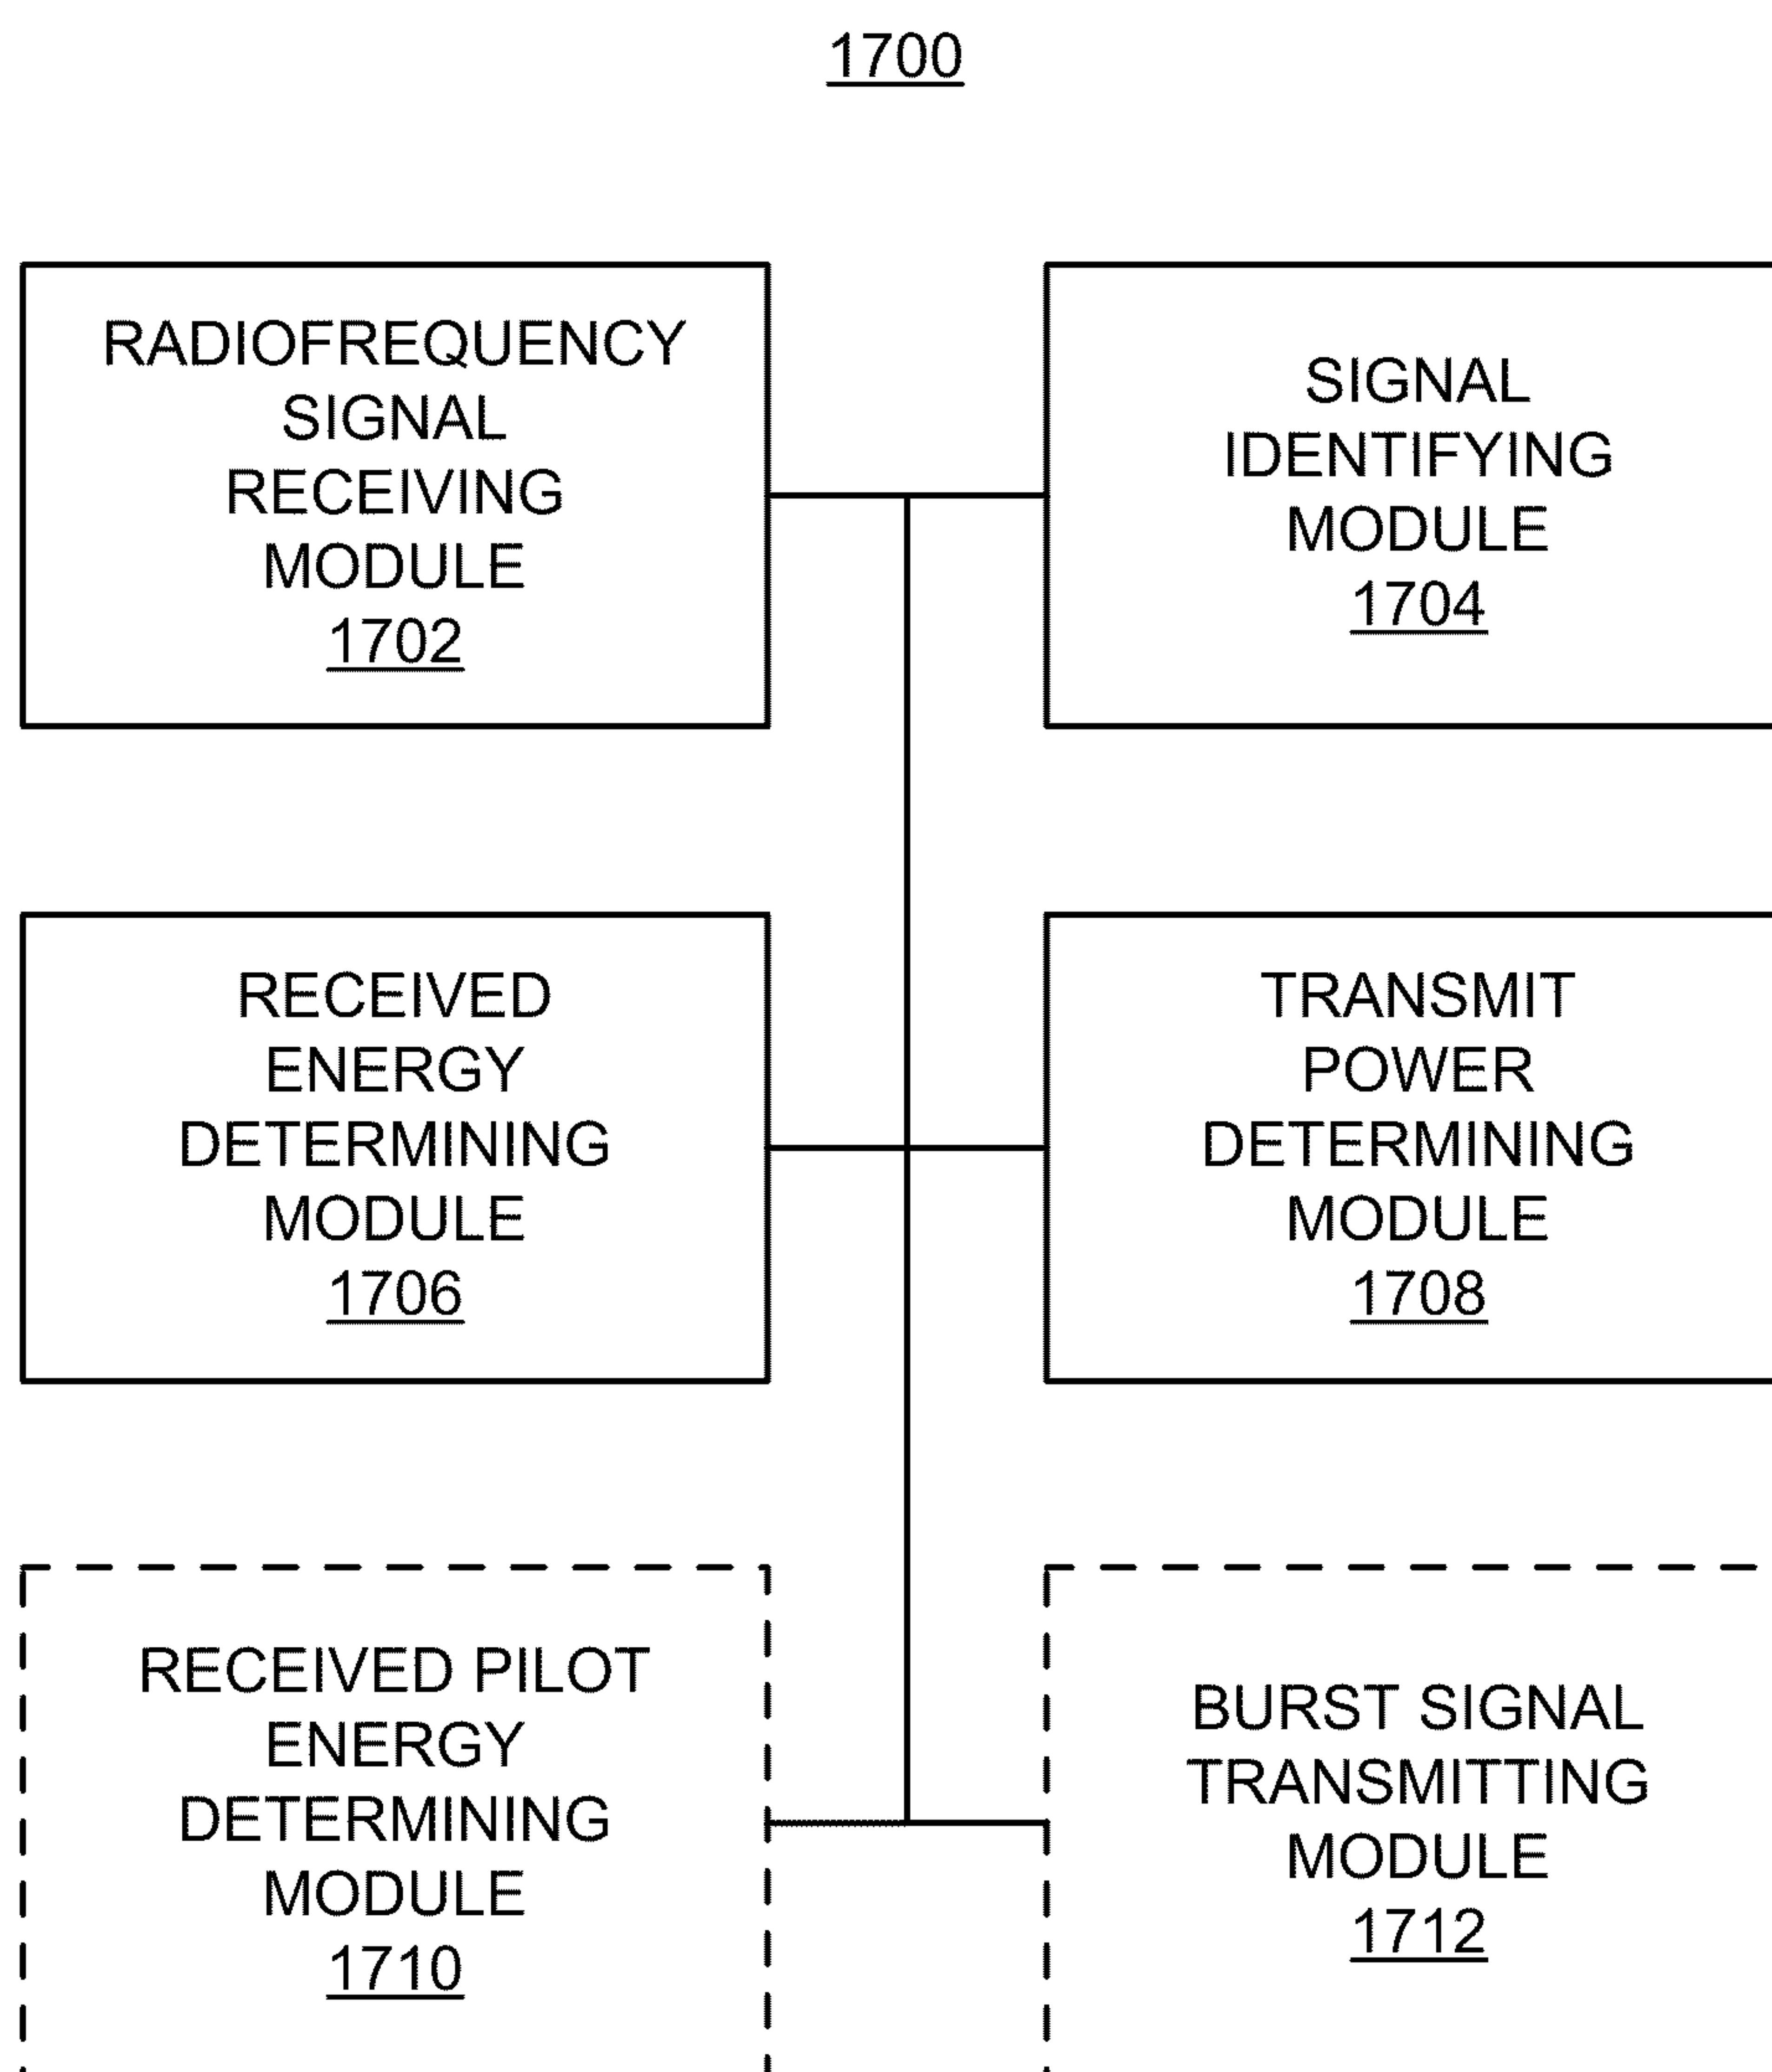 1700
RADIOFREQUENCY
SIGNAL
RECEIVING
MODULE
1702
SIGNAL
IDENTIFYING
MODULE
1704
RECEIVED
ENERGY
DETERMINING
MODULE
1706
TRANSMIT
POWER
DETERMINING
MODULE
1708
RECEIVED PILOT
ENERGY
DETERMINING
MODULE
1710
BURST SIGNAL
TRANSMITTING
MODULE
1712